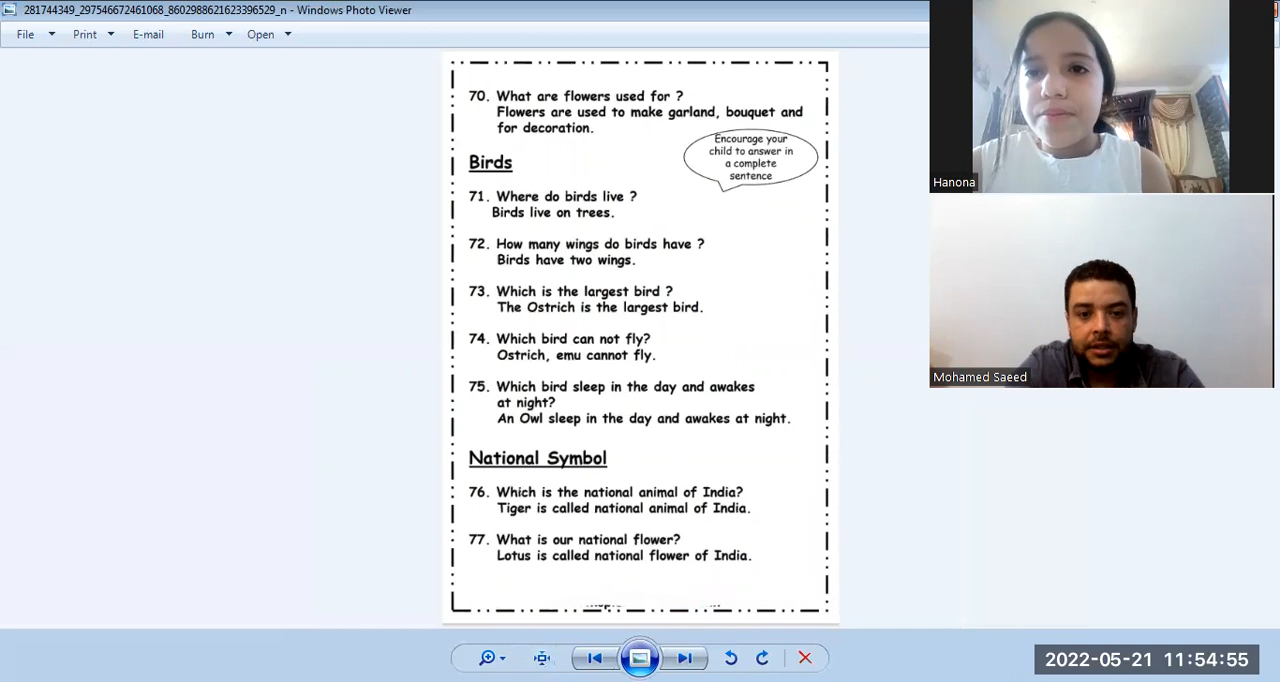 281744349_297546672461068_8602988621623396529_n - Windows Photo Viewer
File Print E-mail Burn Open
70. What are flowers used for ?
Flowers are used to make garland, bouquet and
for decoration.
Encourage your
child to answer in
a complete
sentence
Birds
71. Where do birds live ?
Birds live on trees.
72. How many wings do birds have ?
Birds have two wings.
73. Which is the largest bird ?
The Ostrich is the largest bird.
74. Which bird can not fly?
Ostrich, emu cannot fly.
75. Which bird sleep in the day and awakes
at night?
An Owl sleep in the day and awakes at night.
National Symbol
76. Which is the national animal of India?
Tiger is called national animal of India.
77. What is our national flower?
Lotus is called national flower of India.
Hanona
Mohamed Saeed
2022-05-21 11:54:55